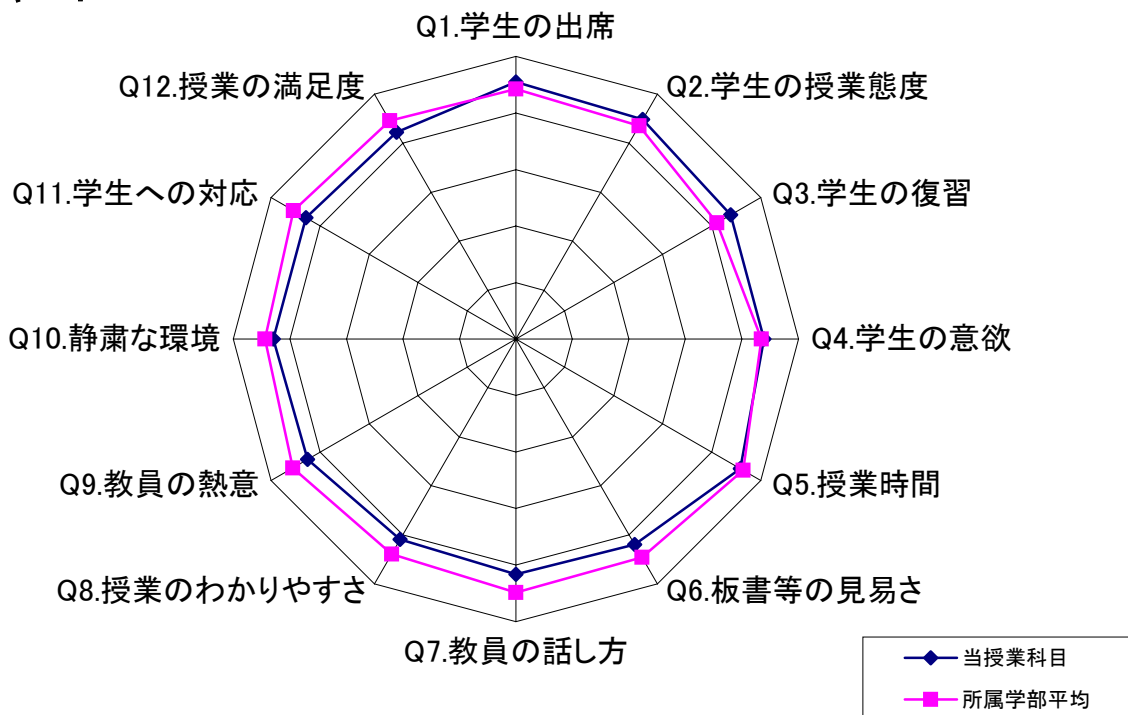 Q1.学生の出席
Q2.学生の授業態度
Q3.学生の復習
Q4.学生の意欲
Q5.授業時間
Q6.板書等の見易さ
Q7.教員の話し方
Q8.授業のわかりやすさ
Q9.教員の熱意
Q10.静粛な環境
Q11.学生への対応
Q12.授業の満足度
当授業科目
所属学部平均